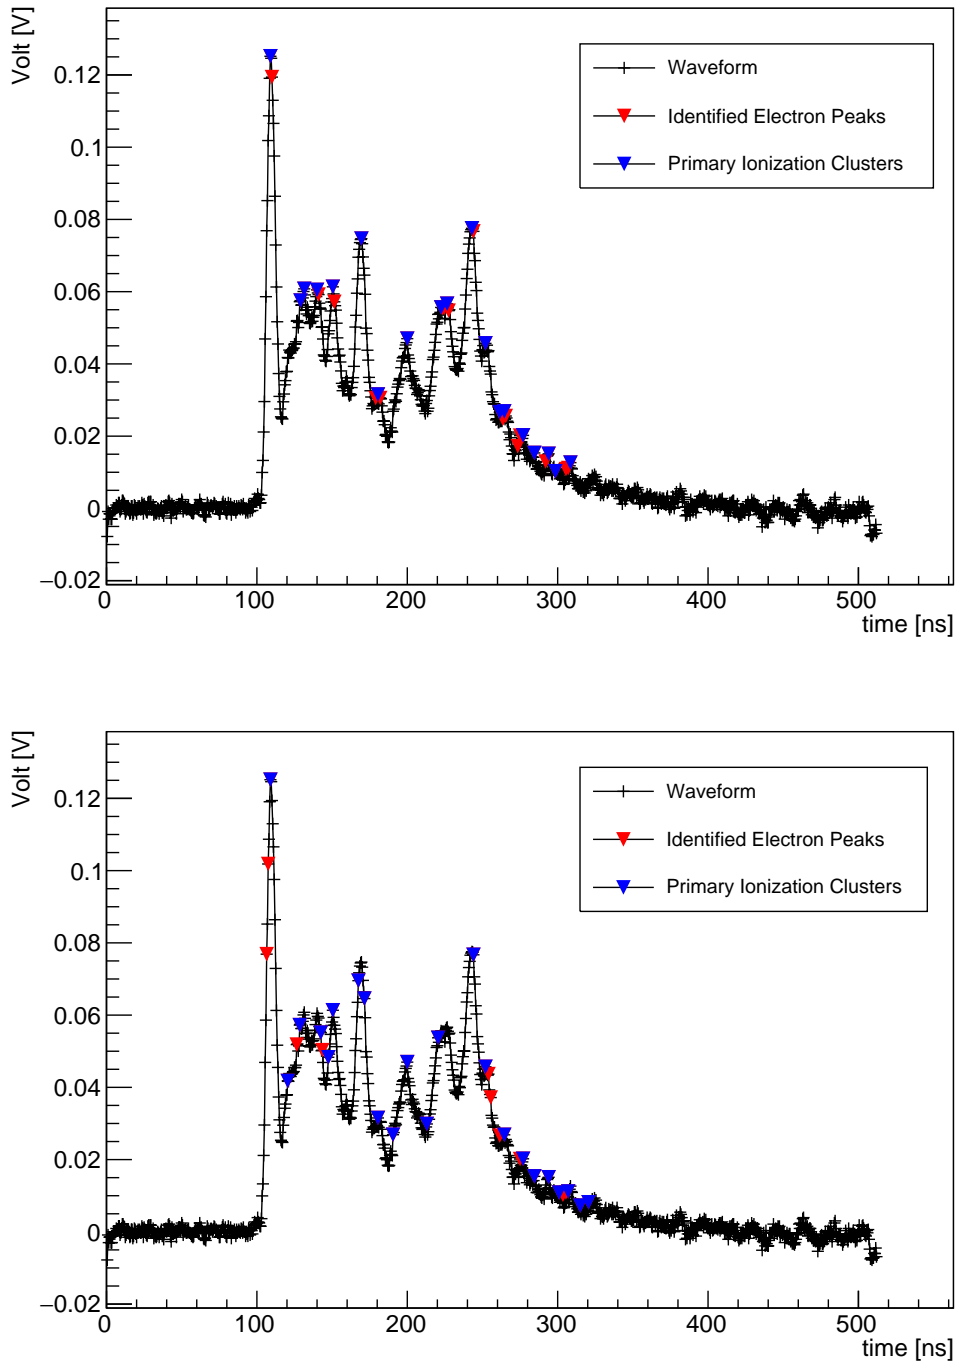 Volt [V]
0.12
0.1
0.08
0.06
0.04
0.02
0
−0.02
0
100
200
300
400
500
time [ns]
Waveform
Identified Electron Peaks
Primary Ionization Clusters
Volt [V]
0.12
0.1
0.08
0.06
0.04
0.02
0
−0.02
0
100
200
300
400
500
time [ns]
Waveform
Identified Electron Peaks
Primary Ionization Clusters